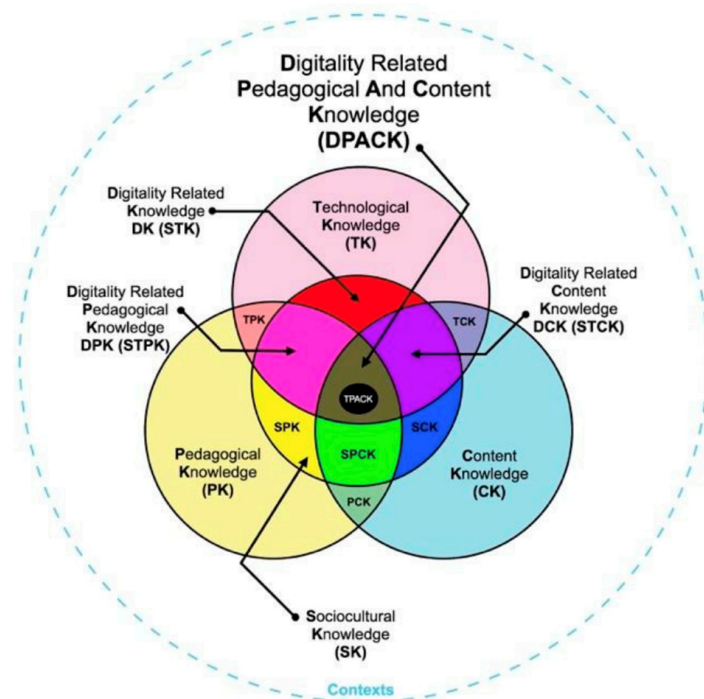 Digitality Related
Pedagogical And Content
Knowledge
(DPACK)
Digitality Related
Knowledge
DK (STK)
Technological
Knowledge
(TK)
Digitality Related
Pedagogical
Knowledge
DPK (STPK)
Digitality Related
Content
Knowledge
DCK (STCK)
TPK
TCK
TPACK
SPK
SCK
SPCK
Pedagogical
Knowledge
(PK)
Content
Knowledge
(CK)
PCK
Sociocultural
Knowledge
(SK)
Contexts